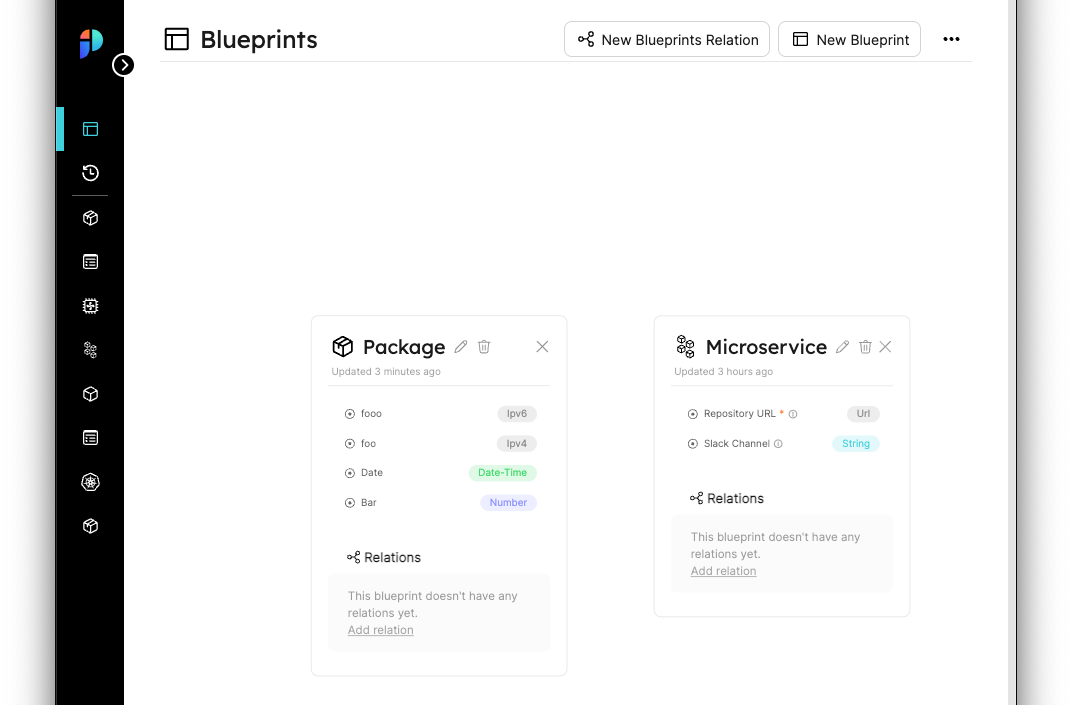 Blueprints
New Blueprints Relation
New Blueprint
Package
Updated 3 minutes ago
fooo Ipv6
foo Ipv4
Date Date-Time
Bar Number
Relations
This blueprint doesn't have any
relations yet.
Add relation
Microservice
Updated 3 hours ago
Repository URL * Url
Slack Channel String
Relations
This blueprint doesn't have any
relations yet.
Add relation